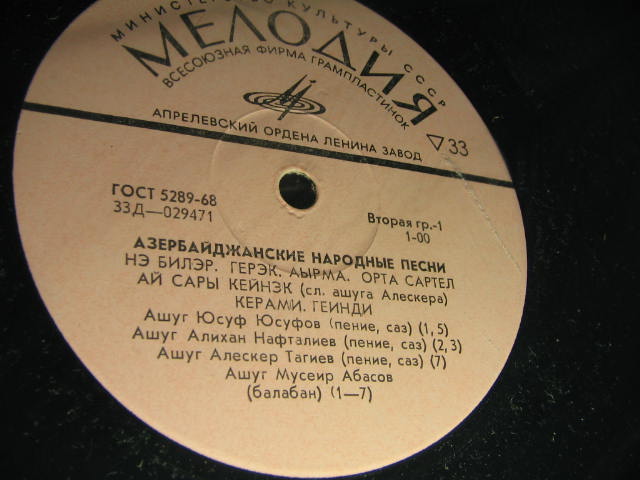 МИНИСТЕРСТВО КУЛЬТУРЫ СССР
МЕЛОДИЯ
ВСЕСОЮЗНАЯ ФИРМА ГРАМПЛАСТИНОК
АПРЕЛЕВСКИЙ ОРДЕНА ЛЕНИНА ЗАВОД
33
ГОСТ 5289-68
33Д—029471
Вторая гр.-1
1-00
АЗЕРБАЙДЖАНСКИЕ НАРОДНЫЕ ПЕСНИ
НЭ БИЛЭР. ГЕРЭК. АЫРМА. ОРТА САРТЕЛ
АЙ САРЫ КЕЙНЭК (сл. ашуга Алескера)
КЕРАМИ. ГЕИНДИ
Ашуг Юсуф Юсуфов (пение, саз) (1, 5)
Ашуг Алихан Нафталиев (пение, саз) (2, 3)
Ашуг Алескер Тагиев (пение, саз) (7)
Ашуг Мусеир Абасов
(балабан) (1—7)